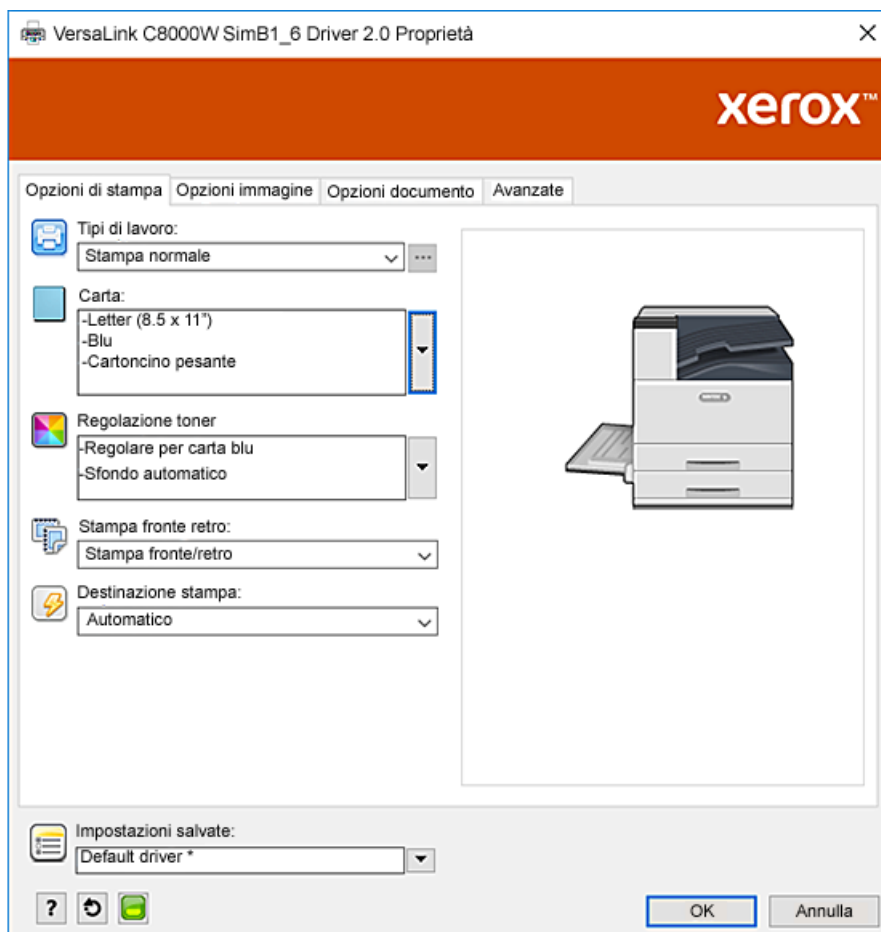 VersaLink C8000W SimB1_6 Driver 2.0 Proprietà
xerox™
Opzioni di stampa
Opzioni immagine
Opzioni documento
Avanzate
Tipi di lavoro:
Stampa normale
Carta:
-Letter (8.5 x 11")
-Blu
-Cartoncino pesante
Regolazione toner
-Regolare per carta blu
-Sfondo automatico
Stampa fronte retro:
Stampa fronte/retro
Destinazione stampa:
Automatico
Impostazioni salvate:
Default driver *
?
OK
Annulla